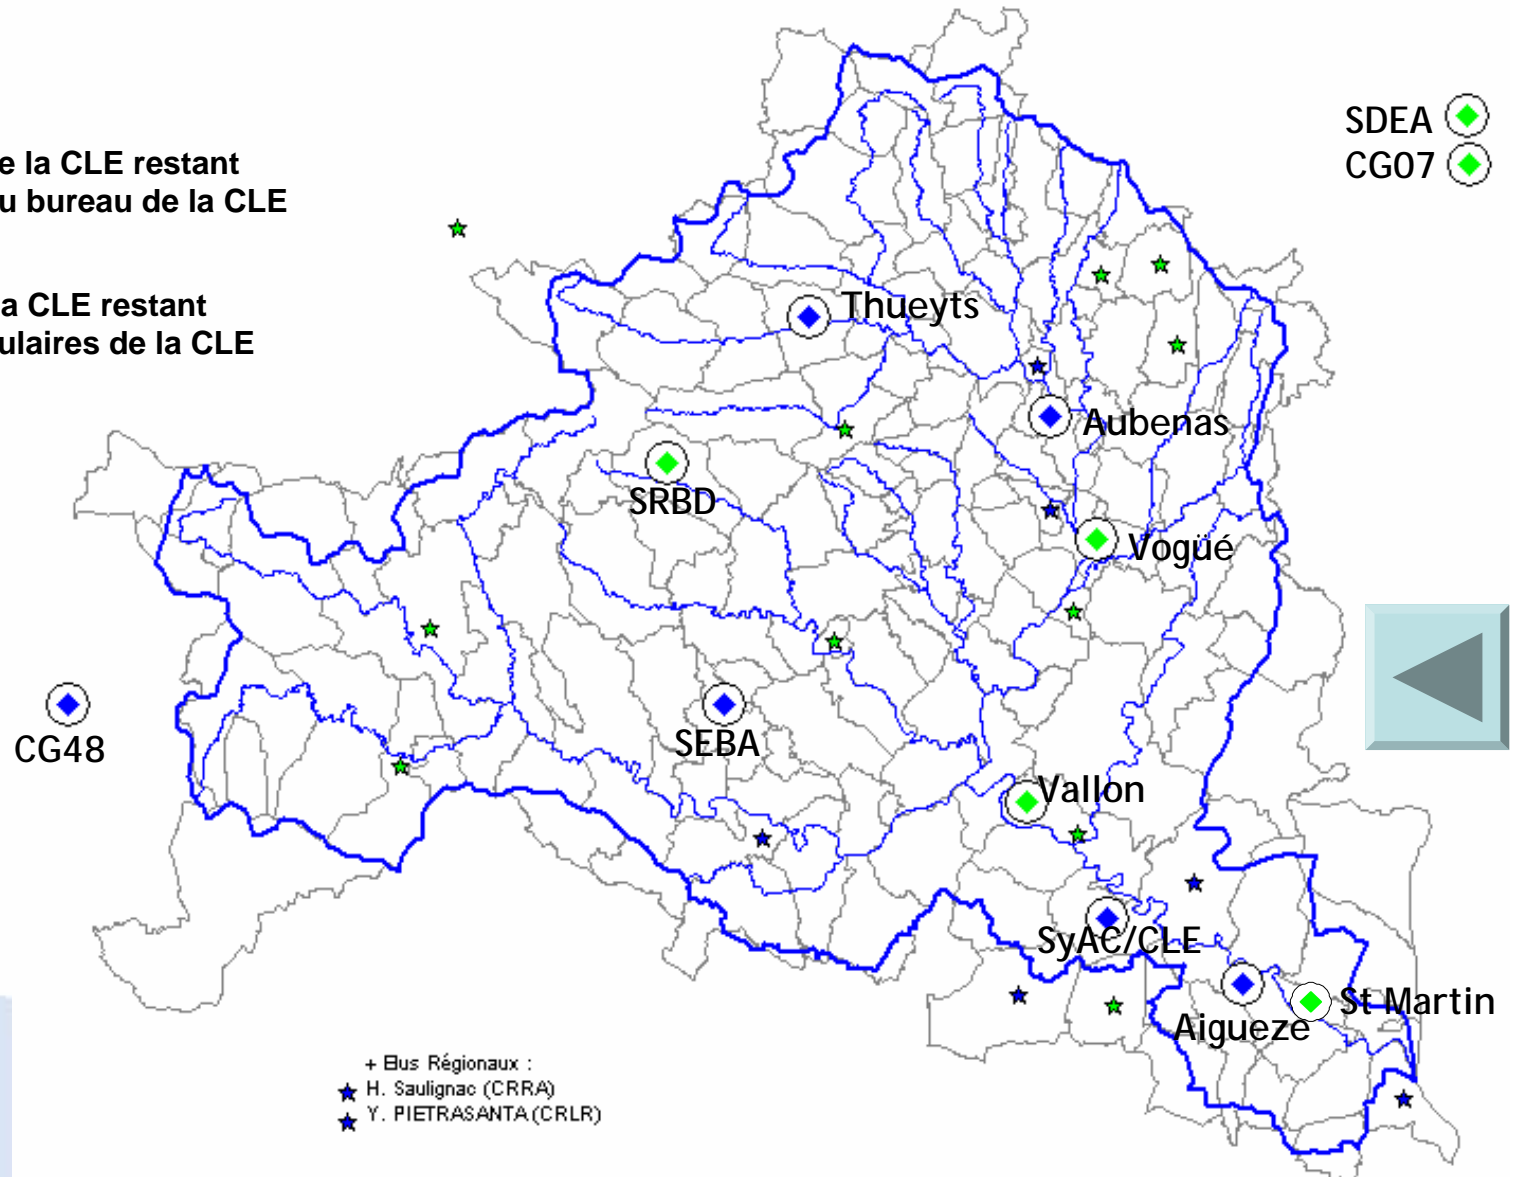 SDEA
CG07
e la CLE restant
u bureau de la CLE
a CLE restant
ulaires de la CLE
Thueyts
Aubenas
SRBD
Vogüé
CG48
SEBA
Vallon
SyAC/CLE
St Martin
Aigueze
+ Elus Régionaux :
H. Saulignac (CRRA)
Y. PIETRASANTA (CRLR)